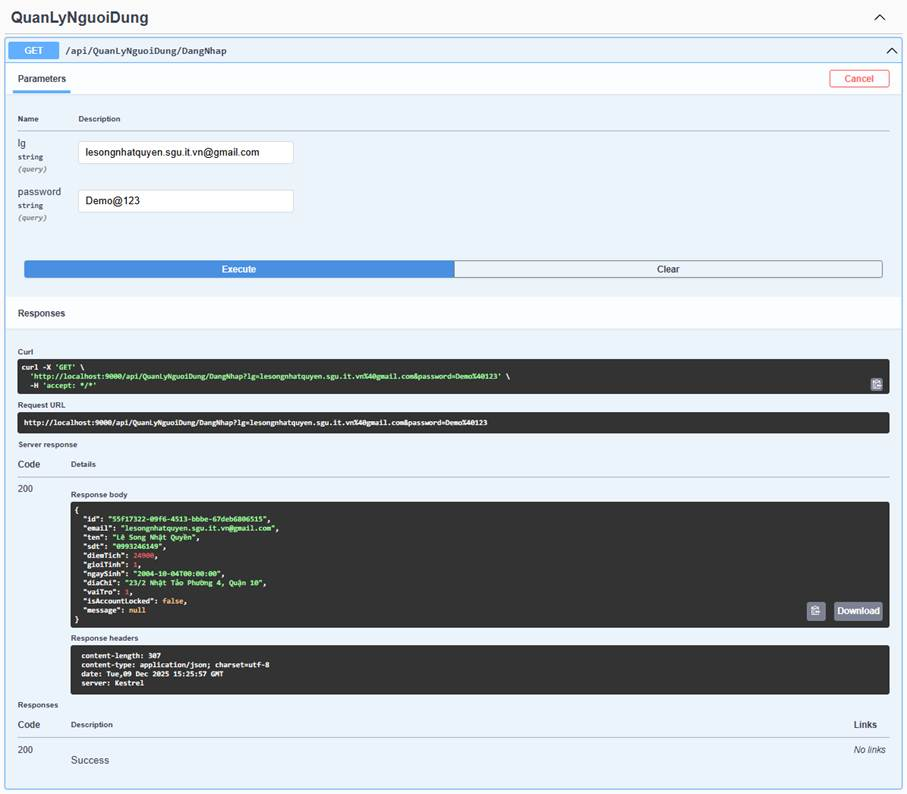 QuanLyNguoiDung
GET /api/QuanLyNguoiDung/DangNhap
Parameters Cancel
Name Description
lg
string
(query)
lesongnhatquyen.sgu.it.vn@gmail.com
password
string
(query)
Demo@123
Execute Clear
Responses
Curl
curl -X 'GET' \
'http://localhost:9000/api/QuanLyNguoiDung/DangNhap?lg=lesongnhatquyen.sgu.it.vn%40gmail.com&password=Demo%40123' \
-H 'accept: */*'
Request URL
http://localhost:9000/api/QuanLyNguoiDung/DangNhap?lg=lesongnhatquyen.sgu.it.vn%40gmail.com&password=Demo%40123
Server response
Code Details
200
Response body
{
"id": "55f17322-09f6-4513-bbbe-67deb6806515",
"email": "lesongnhatquyen.sgu.it.vn@gmail.com",
"ten": "Lê Song Nhật Quyền",
"sdt": "0993246149",
"diemTich": 24900,
"gioiTinh": 1,
"ngaySinh": "2004-10-04T00:00:00",
"diaChi": "23/2 Nhật Tảo Phường 4, Quận 10",
"vaiTro": 1,
"isAccountLocked": false,
"message": null
}
Download
Response headers
content-length: 307
content-type: application/json; charset=utf-8
date: Tue,09 Dec 2025 15:25:57 GMT
server: Kestrel
Responses
Code Description Links
200 No links
Success